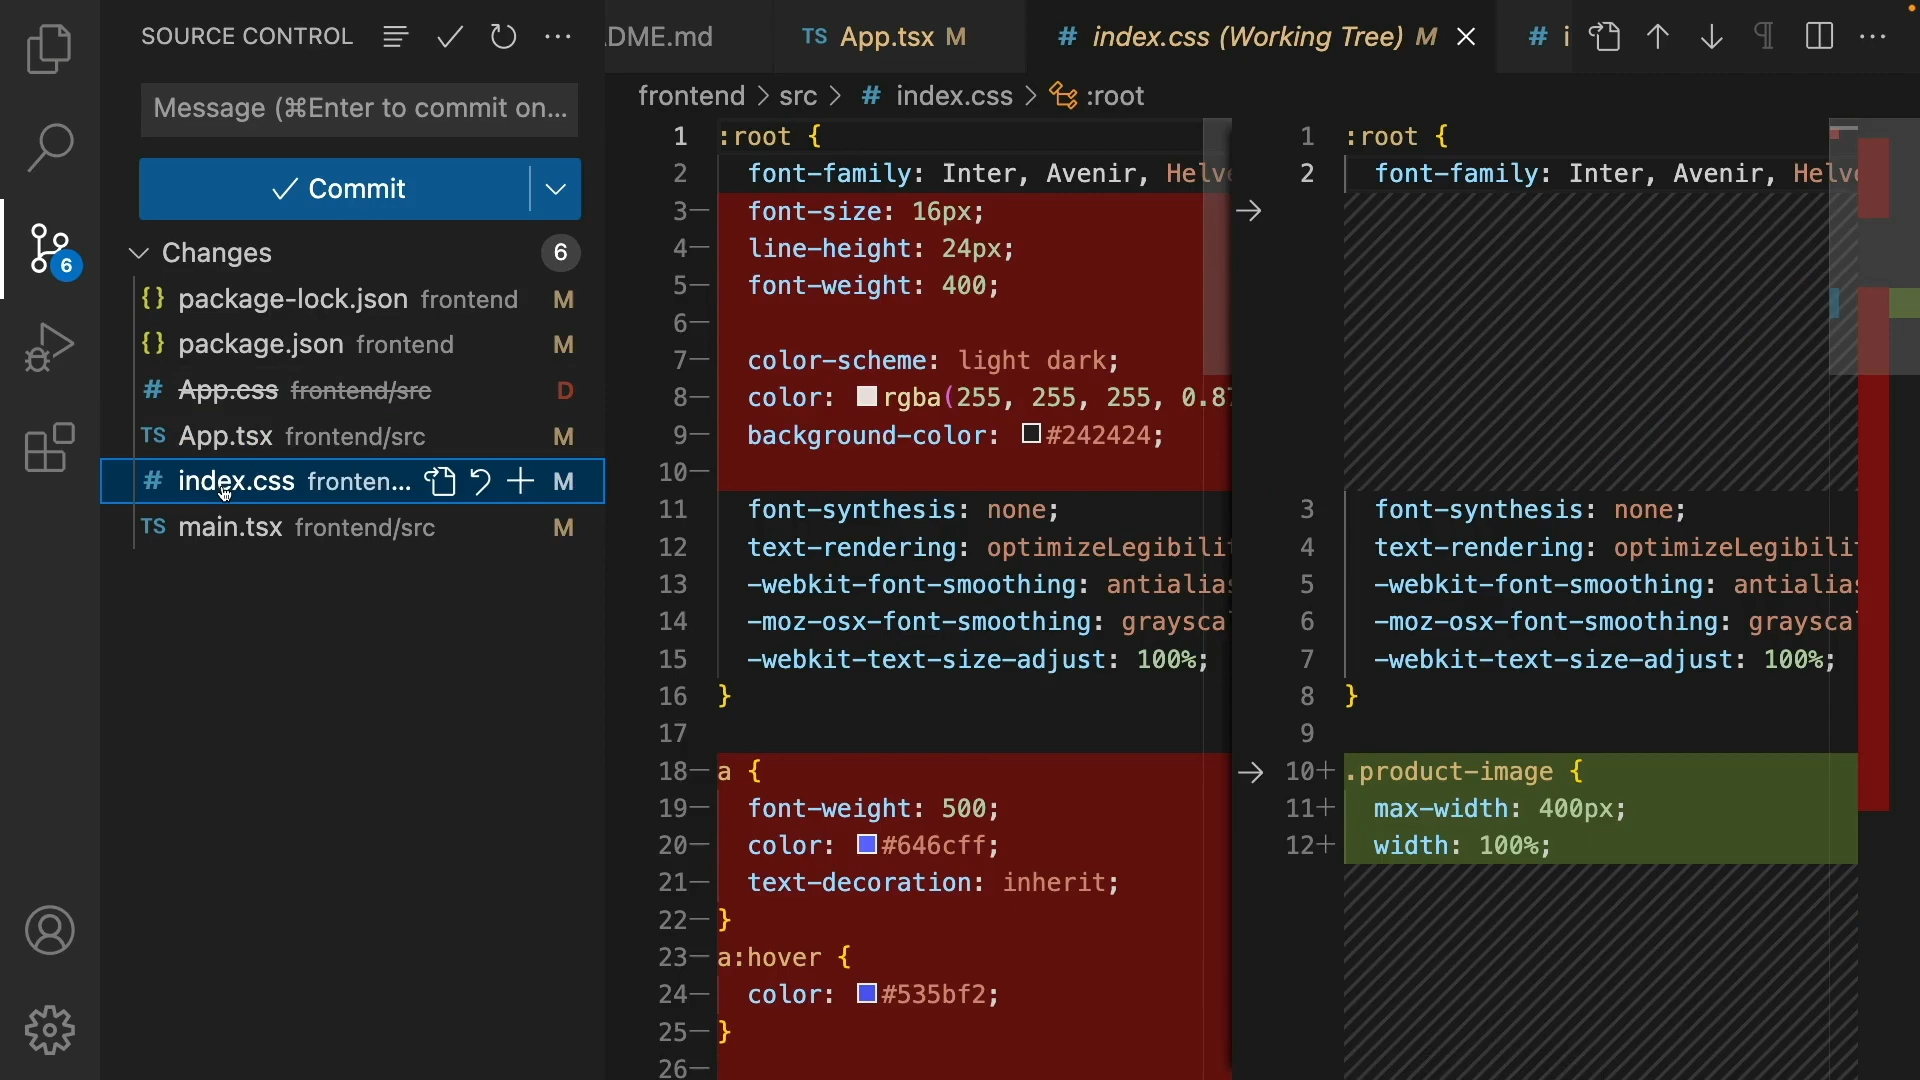 SOURCE CONTROL
DME.md
TS App.tsx M
# index.css (Working Tree) M
# i
Message (⌘Enter to commit on...
Commit
Changes 6
6
{} package-lock.json frontend M
{} package.json frontend M
# App.css frontend/src D
TS App.tsx frontend/src M
# index.css fronten... M
TS main.tsx frontend/src M
frontend > src > # index.css > :root
1 :root {
2 font-family: Inter, Avenir, Helve
3— font-size: 16px;
4— line-height: 24px;
5— font-weight: 400;
6—
7— color-scheme: light dark;
8— color: rgba(255, 255, 255, 0.87
9— background-color: #242424;
10—
11 font-synthesis: none;
12 text-rendering: optimizeLegibilit
13 -webkit-font-smoothing: antialias
14 -moz-osx-font-smoothing: graysca
15 -webkit-text-size-adjust: 100%;
16 }
17
18— a {
19— font-weight: 500;
20— color: #646cff;
21— text-decoration: inherit;
22— }
23— a:hover {
24— color: #535bf2;
25— }
26—
1 :root {
2 font-family: Inter, Avenir, Helve
3 font-synthesis: none;
4 text-rendering: optimizeLegibilit
5 -webkit-font-smoothing: antialias
6 -moz-osx-font-smoothing: graysca
7 -webkit-text-size-adjust: 100%;
8 }
9
10+ .product-image {
11+ max-width: 400px;
12+ width: 100%;